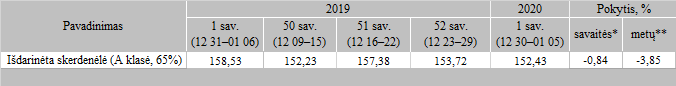 Pavadinimas 2019 2020 Pokytis, %
1 sav. (12 31–01 06) 50 sav. (12 09–15) 51 sav. (12 16–22) 52 sav. (12 23–29) 1 sav. (12 30–01 05) savaitės* metų**
Išdarinėta skerdenėlė (A klasė, 65%) 158,53 152,23 157,38 153,72 152,43 -0,84 -3,85